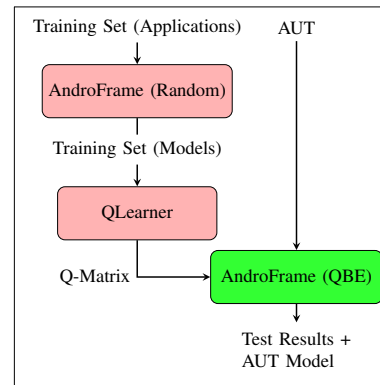 Training Set (Applications)
AUT
AndroFrame (Random)
Training Set (Models)
QLearner
Q-Matrix
AndroFrame (QBE)
Test Results +
AUT Model